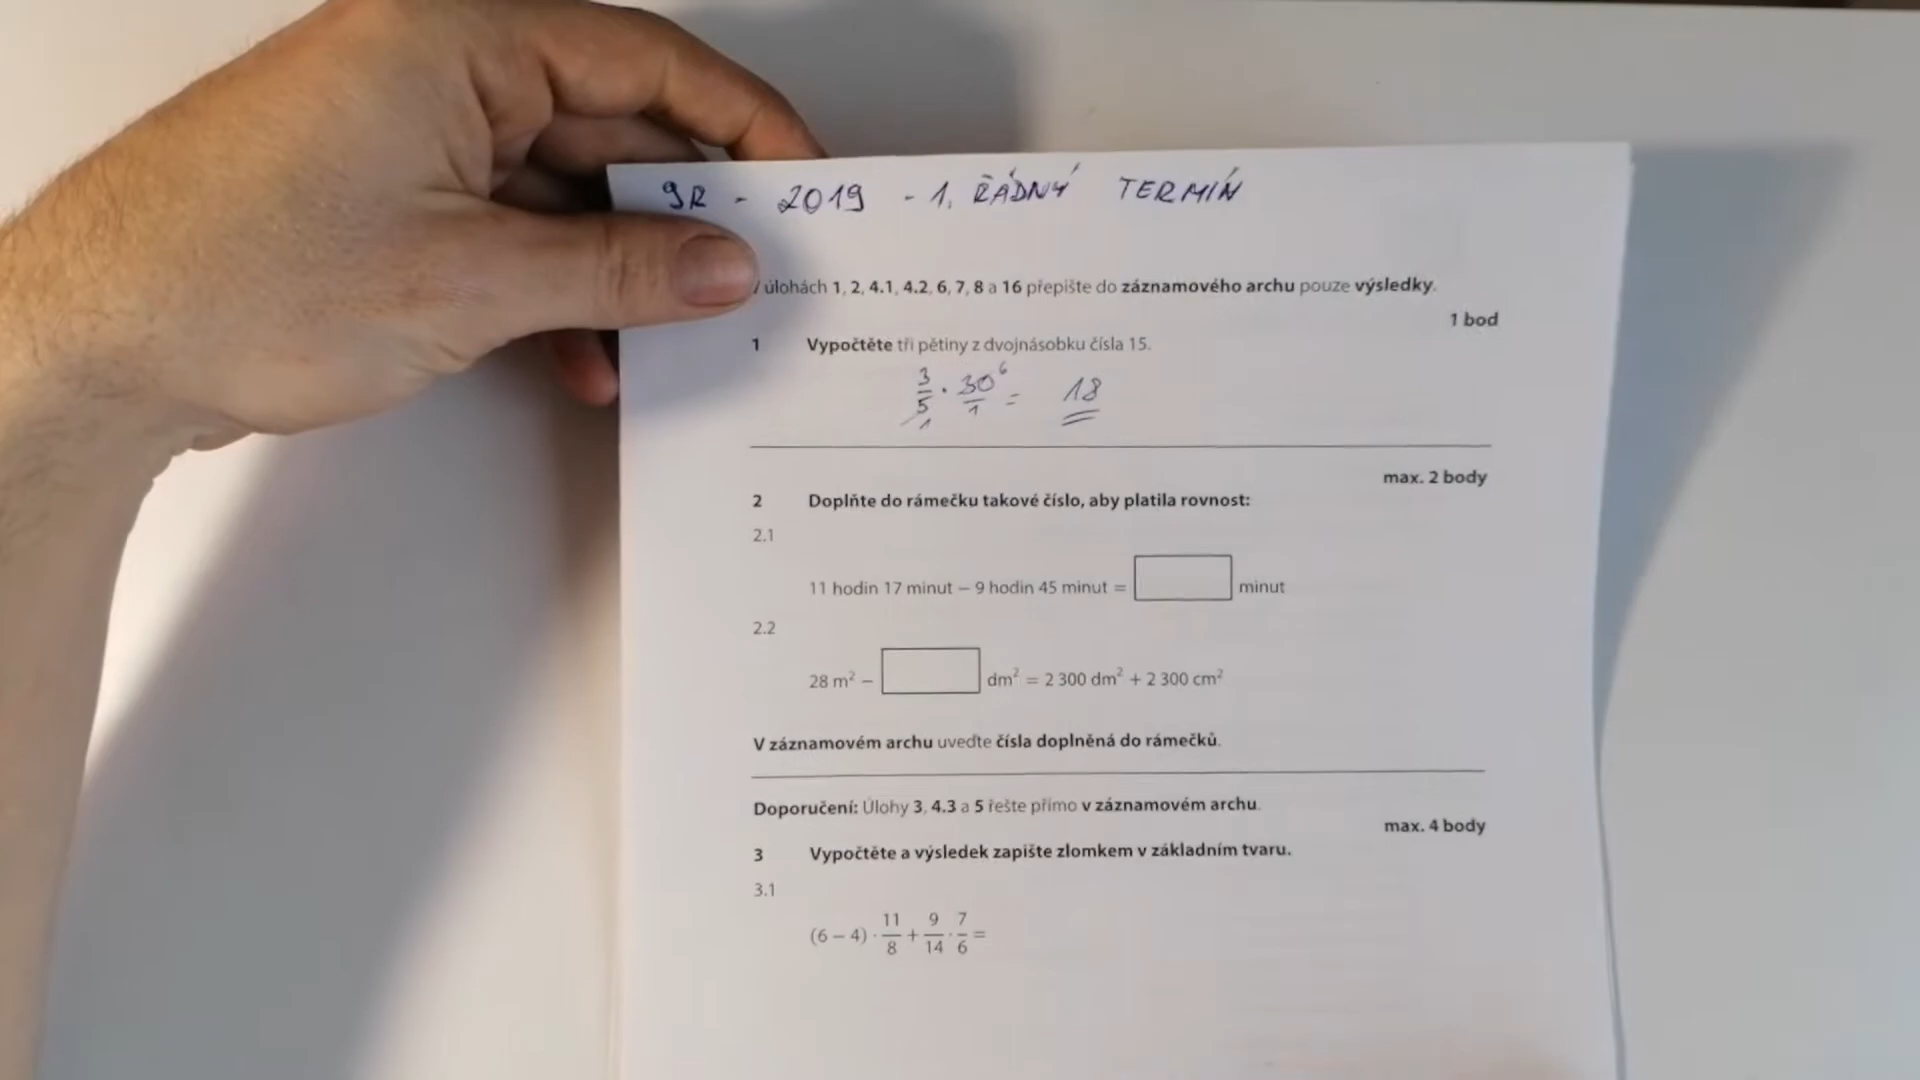 9R - 2019 - 1. ŘÁDNÝ TERMÍN
V úlohách 1, 2, 4.1, 4.2, 6, 7, 8 a 16 přepište do záznamového archu pouze výsledky.
1 bod
1 Vypočtěte tři pětiny z dvojnásobku čísla 15.
3/5 · 30⁶/1 = 18
1
max. 2 body
2 Doplňte do rámečku takové číslo, aby platila rovnost:
2.1
11 hodin 17 minut – 9 hodin 45 minut = minut
2.2
28 m² – dm² = 2 300 dm² + 2 300 cm²
V záznamovém archu uveďte čísla doplněná do rámečků.
Doporučení: Úlohy 3, 4.3 a 5 řešte přímo v záznamovém archu.
max. 4 body
3 Vypočtěte a výsledek zapište zlomkem v základním tvaru.
3.1
(6 – 4) · 11/8 + 9/14 · 7/6 =